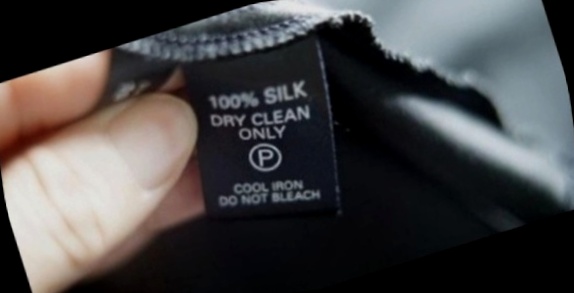 100% SILK
DRY CLEAN
ONLY
P
COOL IRON
DO NOT BLEACH